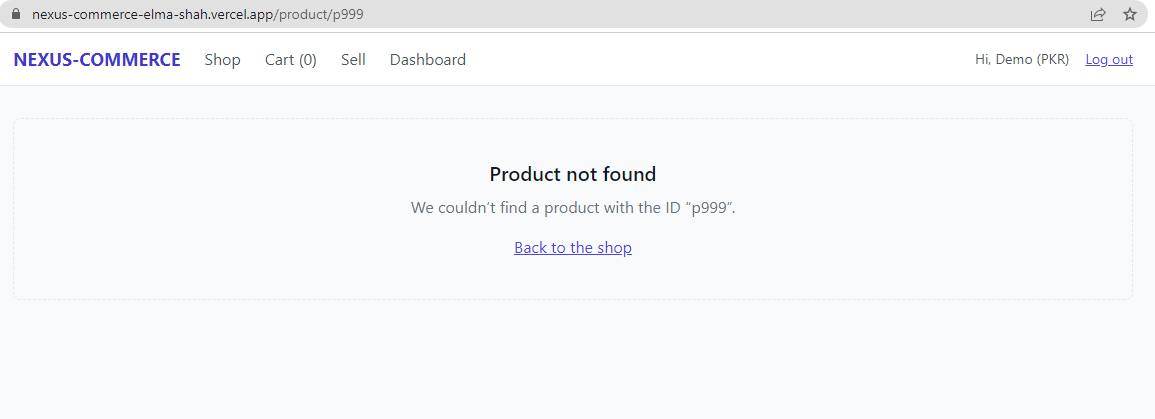 nexus-commerce-elma-shah.vercel.app/product/p999
NEXUS-COMMERCE Shop Cart (0) Sell Dashboard Hi, Demo (PKR) Log out
Product not found
We couldn’t find a product with the ID “p999”.
Back to the shop